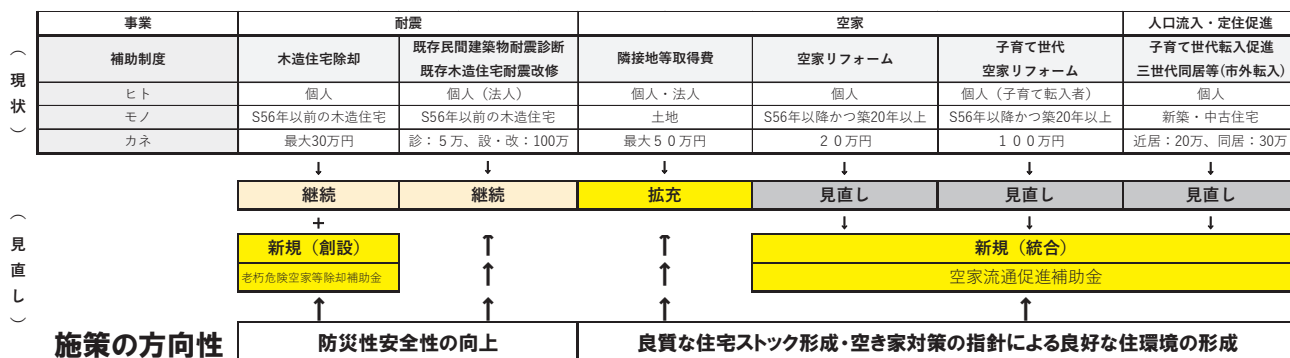 （現状）
事業 耐震 空家 人口流入・定住促進
補助制度 木造住宅除却 既存民間建築物耐震診断 既存木造住宅耐震改修 隣接地等取得費 空家リフォーム 子育て世代 空家リフォーム 子育て世代転入促進 三世代同居等(市外転入)
ヒト 個人 個人（法人） 個人・法人 個人 個人（子育て転入者） 個人
モノ S56年以前の木造住宅 S56年以前の木造住宅 土地 S56年以降かつ築20年以上 S56年以降かつ築20年以上 新築・中古住宅
カネ 最大30万円 診：５万、設・改：100万 最大５０万円 ２０万円 １００万円 近居：20万、同居：30万
↓ ↓ ↓ ↓ ↓ ↓
（見直し）
継続 継続 拡充 見直し 見直し 見直し
＋ ↓ ↓ ↓
新規（創設） ↑ ↑ 新規（統合）
老朽危険空家等除却補助金 ↑ ↑ 空家流通促進補助金
↑ ↑ ↑ ↑
施策の方向性 防災性安全性の向上 良質な住宅ストック形成・空き家対策の指針による良好な住環境の形成